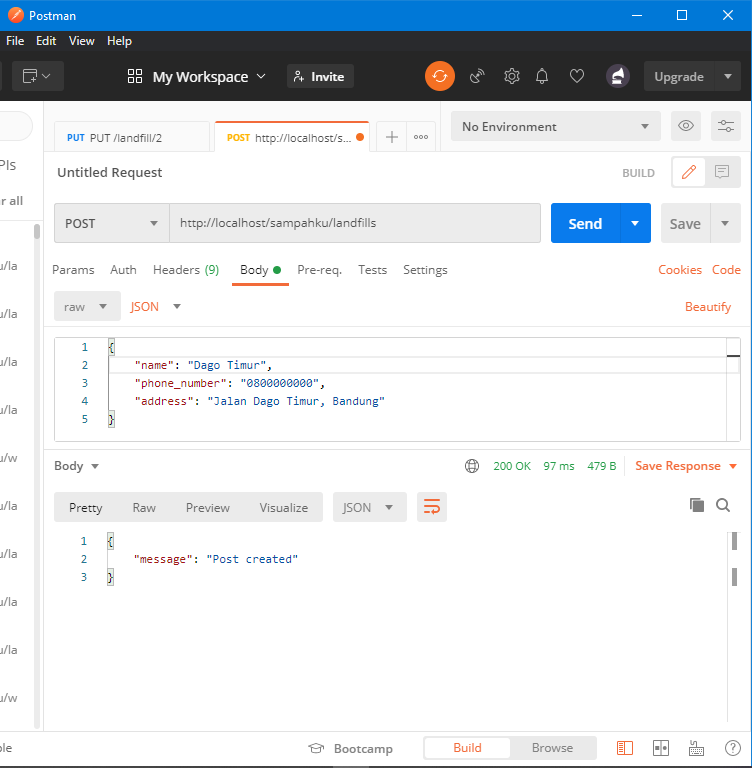 Postman
File Edit View Help
My Workspace Invite Upgrade
PUT PUT /landfill/2 POST http://localhost/s... No Environment
PIs
Untitled Request BUILD
r all
POST http://localhost/sampahku/landfills Send Save
Params Auth Headers (9) Body Pre-req. Tests Settings Cookies Code
u/la
raw JSON Beautify
u/la
1 {
2 "name": "Dago Timur",
u/la
3 "phone_number": "0800000000",
4 "address": "Jalan Dago Timur, Bandung"
u/la
5 }
u/w
Body 200 OK 97 ms 479 B Save Response
u/la
Pretty Raw Preview Visualize JSON
1 {
u/la
2 "message": "Post created"
3 }
u/la
u/la
u/w
ple Bootcamp Build Browse